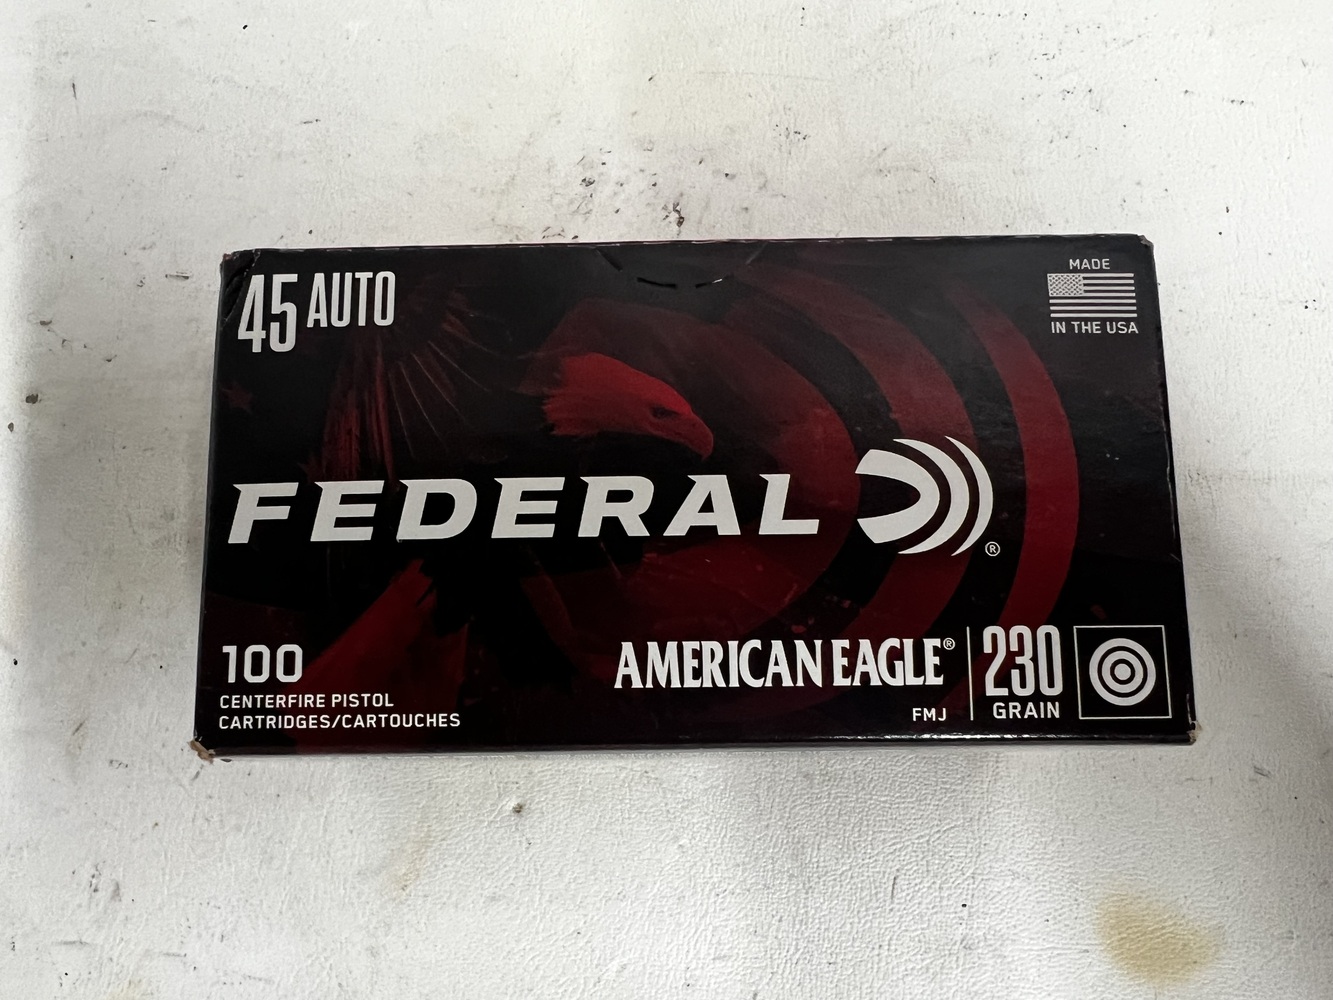 45 AUTO
MADE
IN THE USA
FEDERAL®
100
CENTERFIRE PISTOL
CARTRIDGES/CARTOUCHES
AMERICAN EAGLE®
FMJ
230
GRAIN